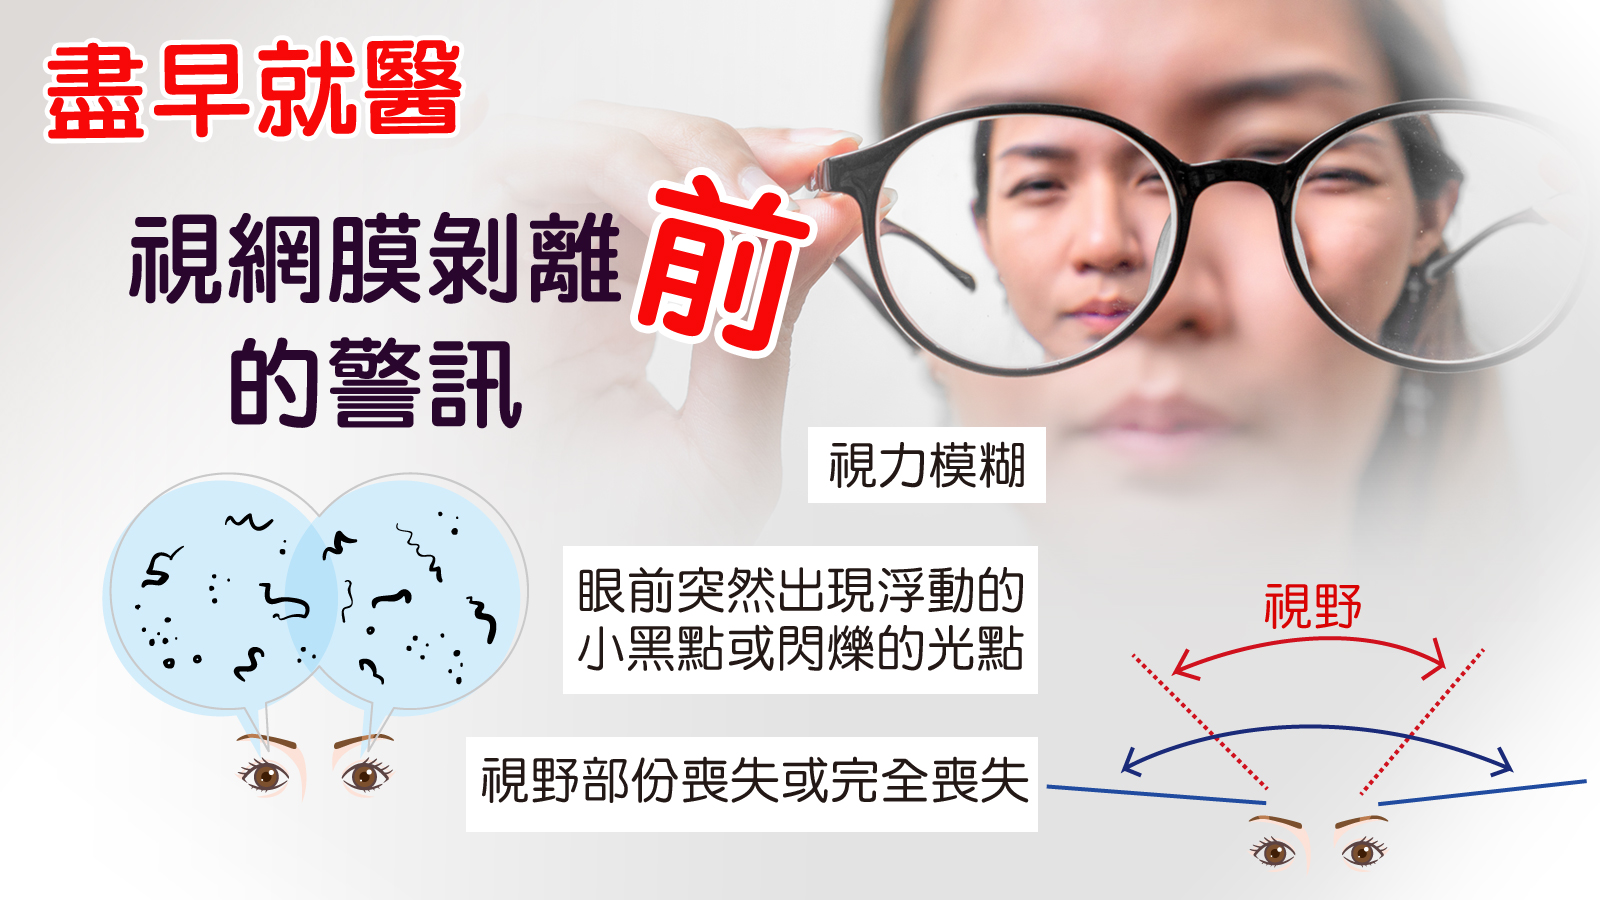 盡早就醫
視網膜剝離前
的警訊
視力模糊
眼前突然出現浮動的
小黑點或閃爍的光點
視野部份喪失或完全喪失
視野